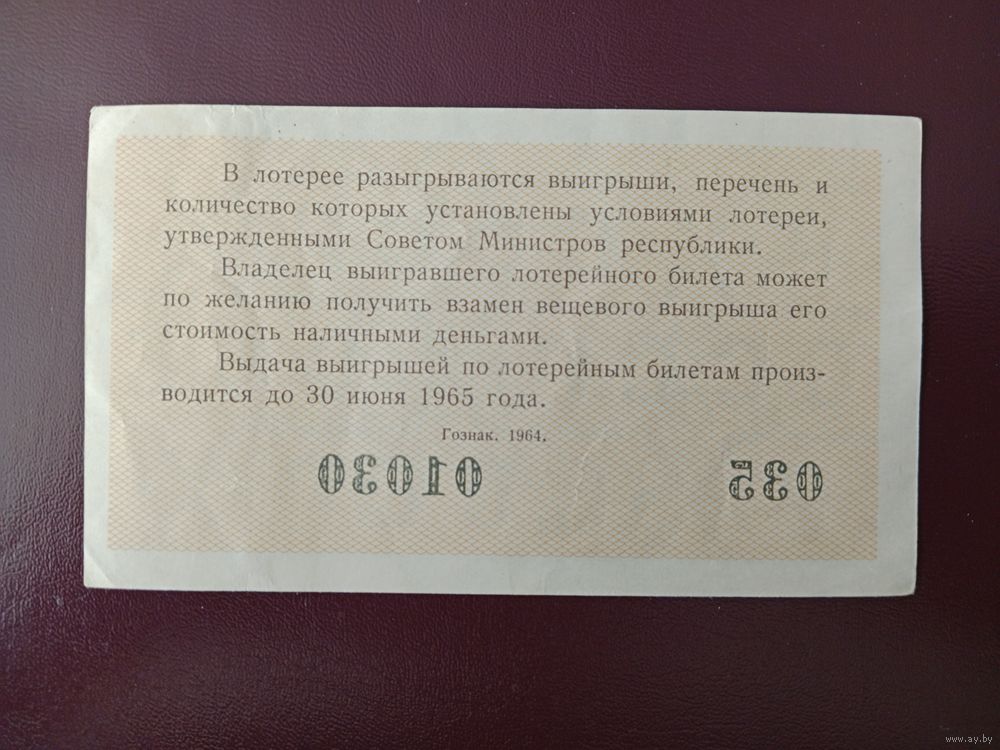 В лотерее разыгрываются выигрыши, перечень и
количество которых установлены условиями лотереи,
утвержденными Советом Министров республики.
Владелец выигравшего лотерейного билета может
по желанию получить взамен вещевого выигрыша его
стоимость наличными деньгами.
Выдача выигрышей по лотерейным билетам произ-
водится до 30 июня 1965 года.
Гознак. 1964.
01030 035
www.ay.by